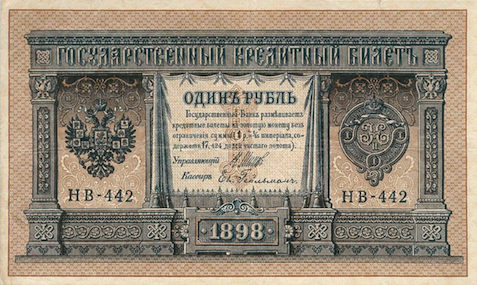 ГОСУДАРСТВЕННЫЙ КРЕДИТНЫЙ БИЛЕТЪ
ОДИНЪ РУБЛЬ
Государственный Банкъ размѣниваетъ
кредитные билеты на золотую монету безъ
ограниченія суммы (1 р. = 1/15 имперіала, со-
держитъ 17,424 долей чистаго золота).
Управляющій
Кассиръ
НВ-442
НВ-442
1898